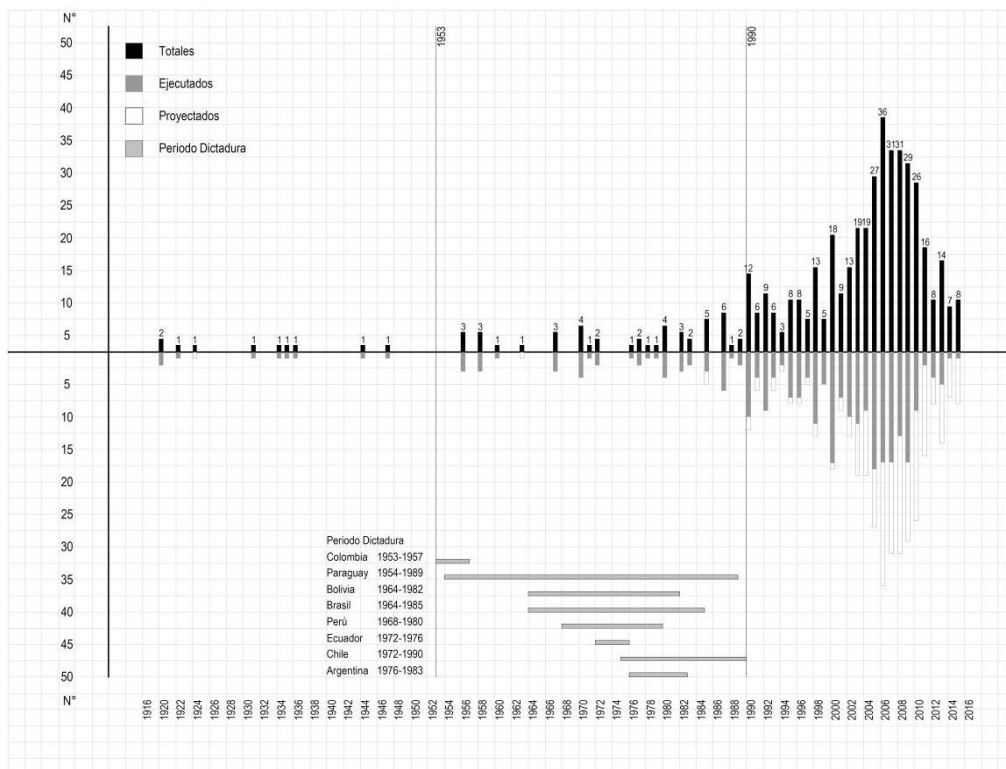 N°
50
45
40
35
30
25
20
15
10
5
5
10
15
20
25
30
35
40
45
50
N°
Totales
Ejecutados
Proyectados
Periodo Dictadura
1953
1990
2 1 1 1 1 1 1 1 1 3 3 1 1 3 4 1 2 1 2 1 1 4 3 2 5 6 1 2 12 6 9 6 3 8 8 5 13 5 18 9 13 19 19 27 36 31 31 29 26 16 8 14 7 8
Periodo Dictadura
Colombia 1953-1957
Paraguay 1954-1989
Bolivia 1964-1982
Brasil 1964-1985
Perú 1968-1980
Ecuador 1972-1976
Chile 1972-1990
Argentina 1976-1983
1916 1920 1922 1924 1926 1928 1930 1932 1934 1936 1938 1940 1942 1944 1946 1948 1950 1952 1954 1956 1958 1960 1962 1964 1966 1968 1970 1972 1974 1976 1978 1980 1982 1984 1986 1988 1990 1992 1994 1996 1998 2000 2002 2004 2006 2008 2010 2012 2014 2016